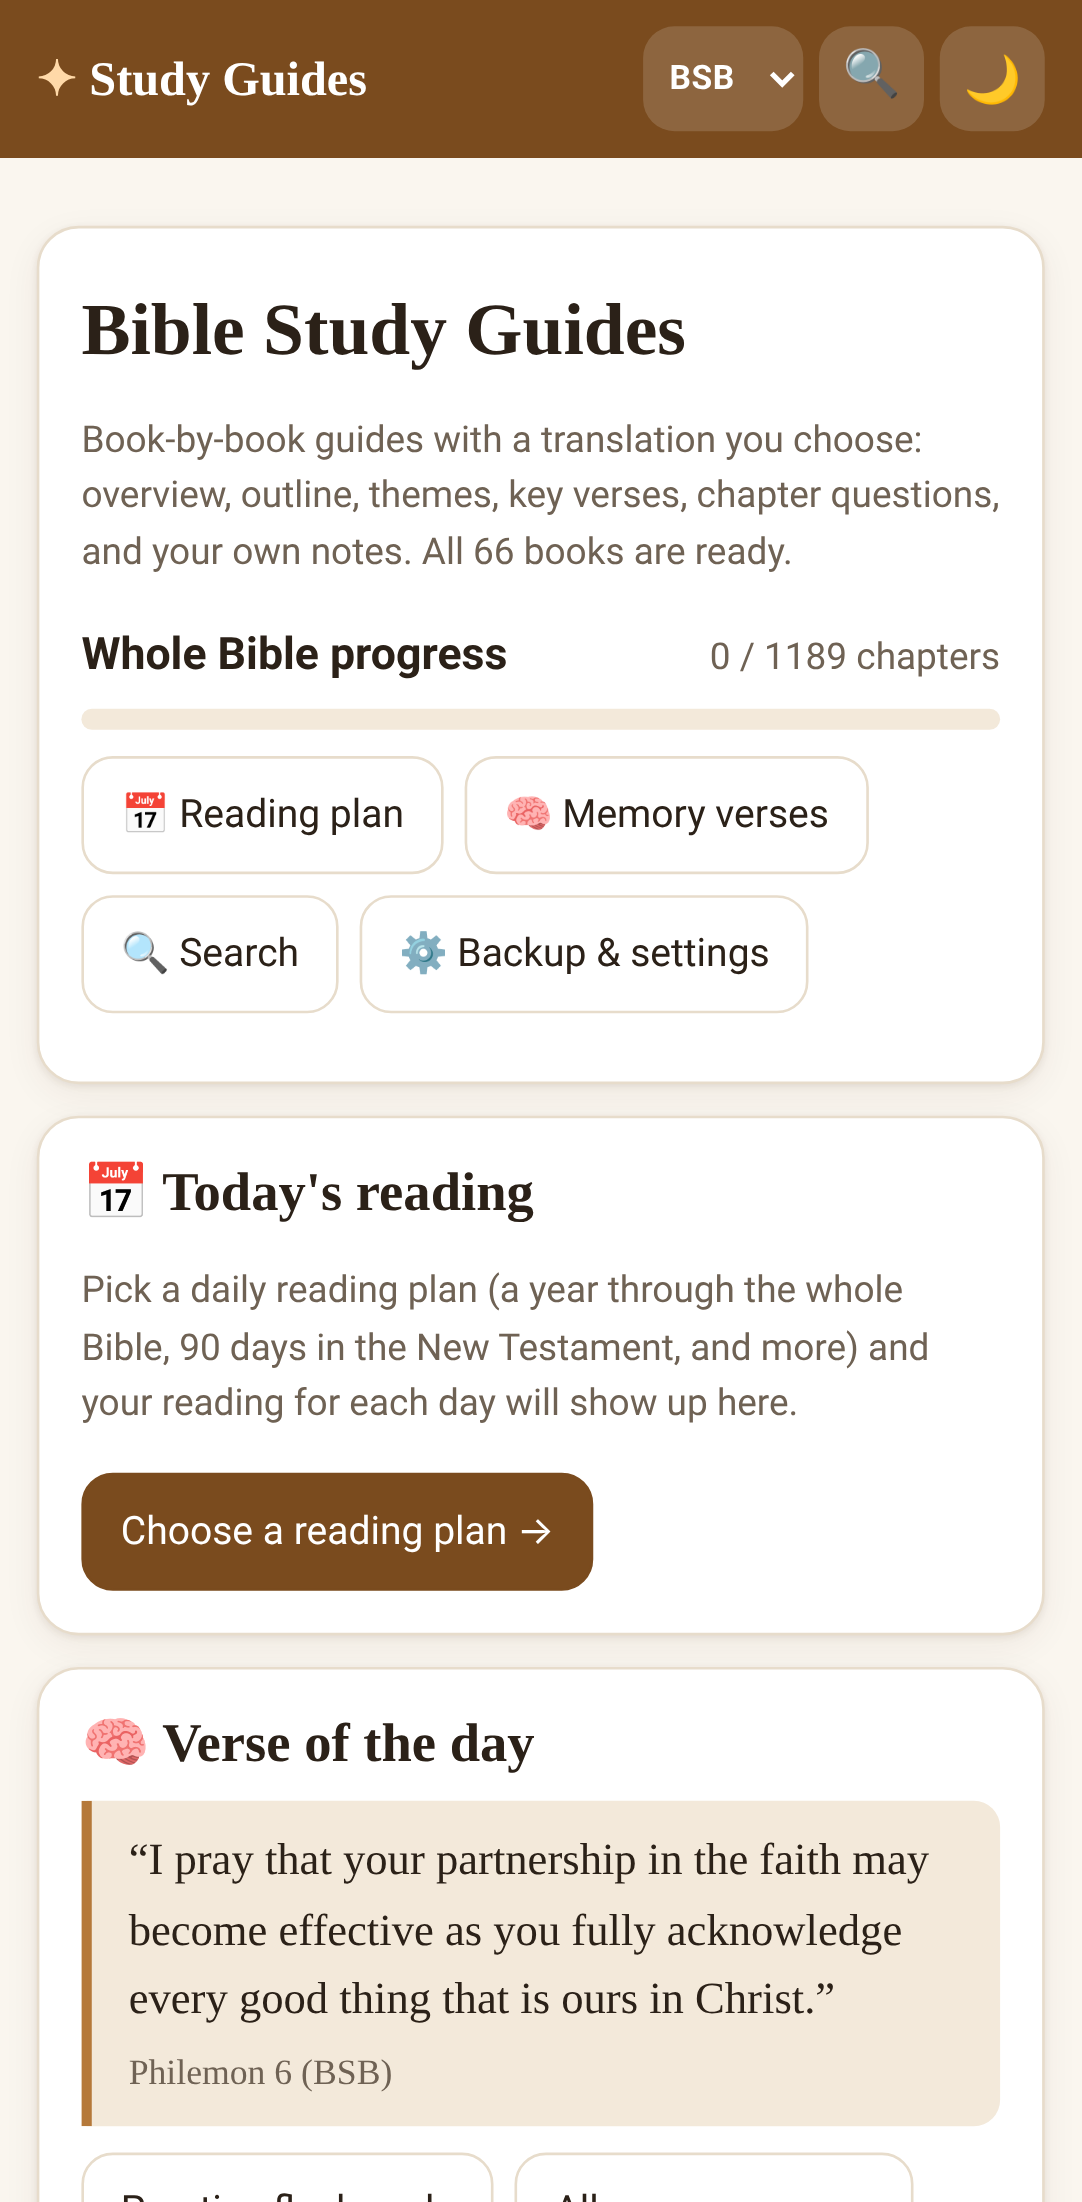 ✦ Study Guides
BSB
Bible Study Guides
Book-by-book guides with a translation you choose:
overview, outline, themes, key verses, chapter questions,
and your own notes. All 66 books are ready.
Whole Bible progress
0 / 1189 chapters
July 17 Reading plan
Memory verses
Search
Backup & settings
July 17 Today's reading
Pick a daily reading plan (a year through the whole
Bible, 90 days in the New Testament, and more) and
your reading for each day will show up here.
Choose a reading plan →
Verse of the day
“I pray that your partnership in the faith may
become effective as you fully acknowledge
every good thing that is ours in Christ.”
Philemon 6 (BSB)
All